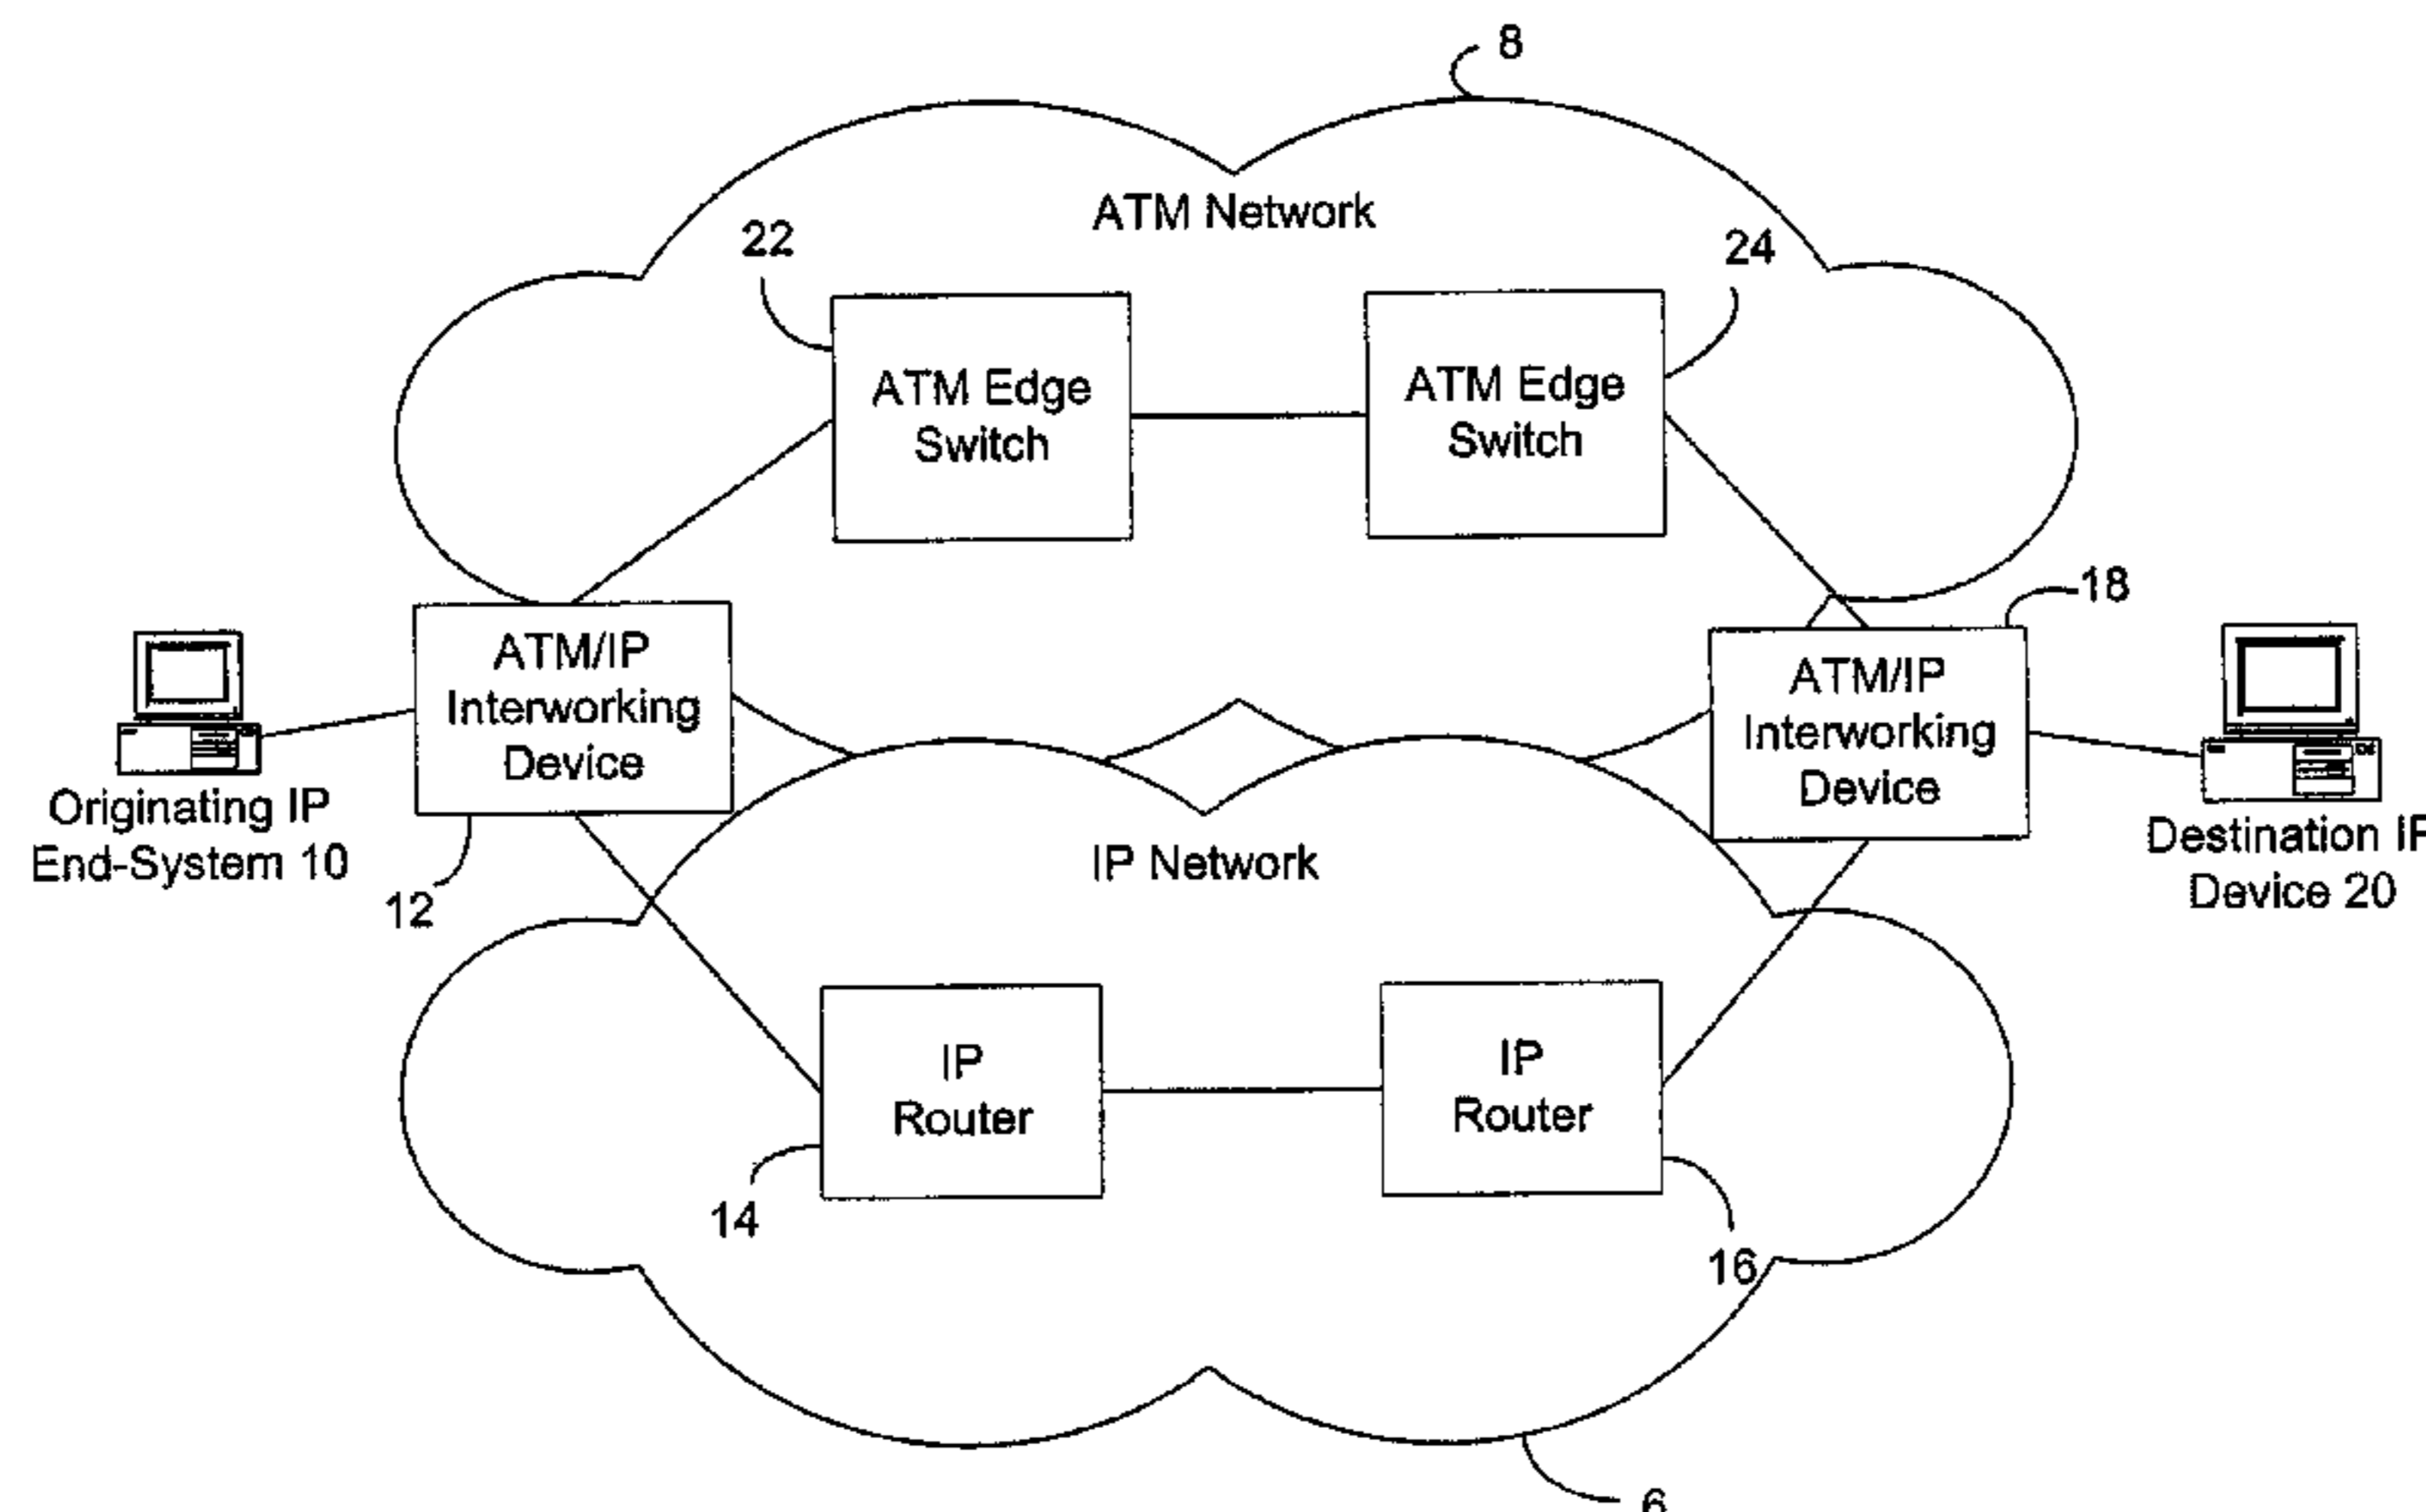 8
ATM Network
22
24
ATM Edge
Switch
ATM Edge
Switch
18
ATM/IP
Interworking
Device
ATM/IP
Interworking
Device
Originating IP
End-System 10
12
IP Network
Destination IP
Device 20
IP
Router
IP
Router
14
16
6